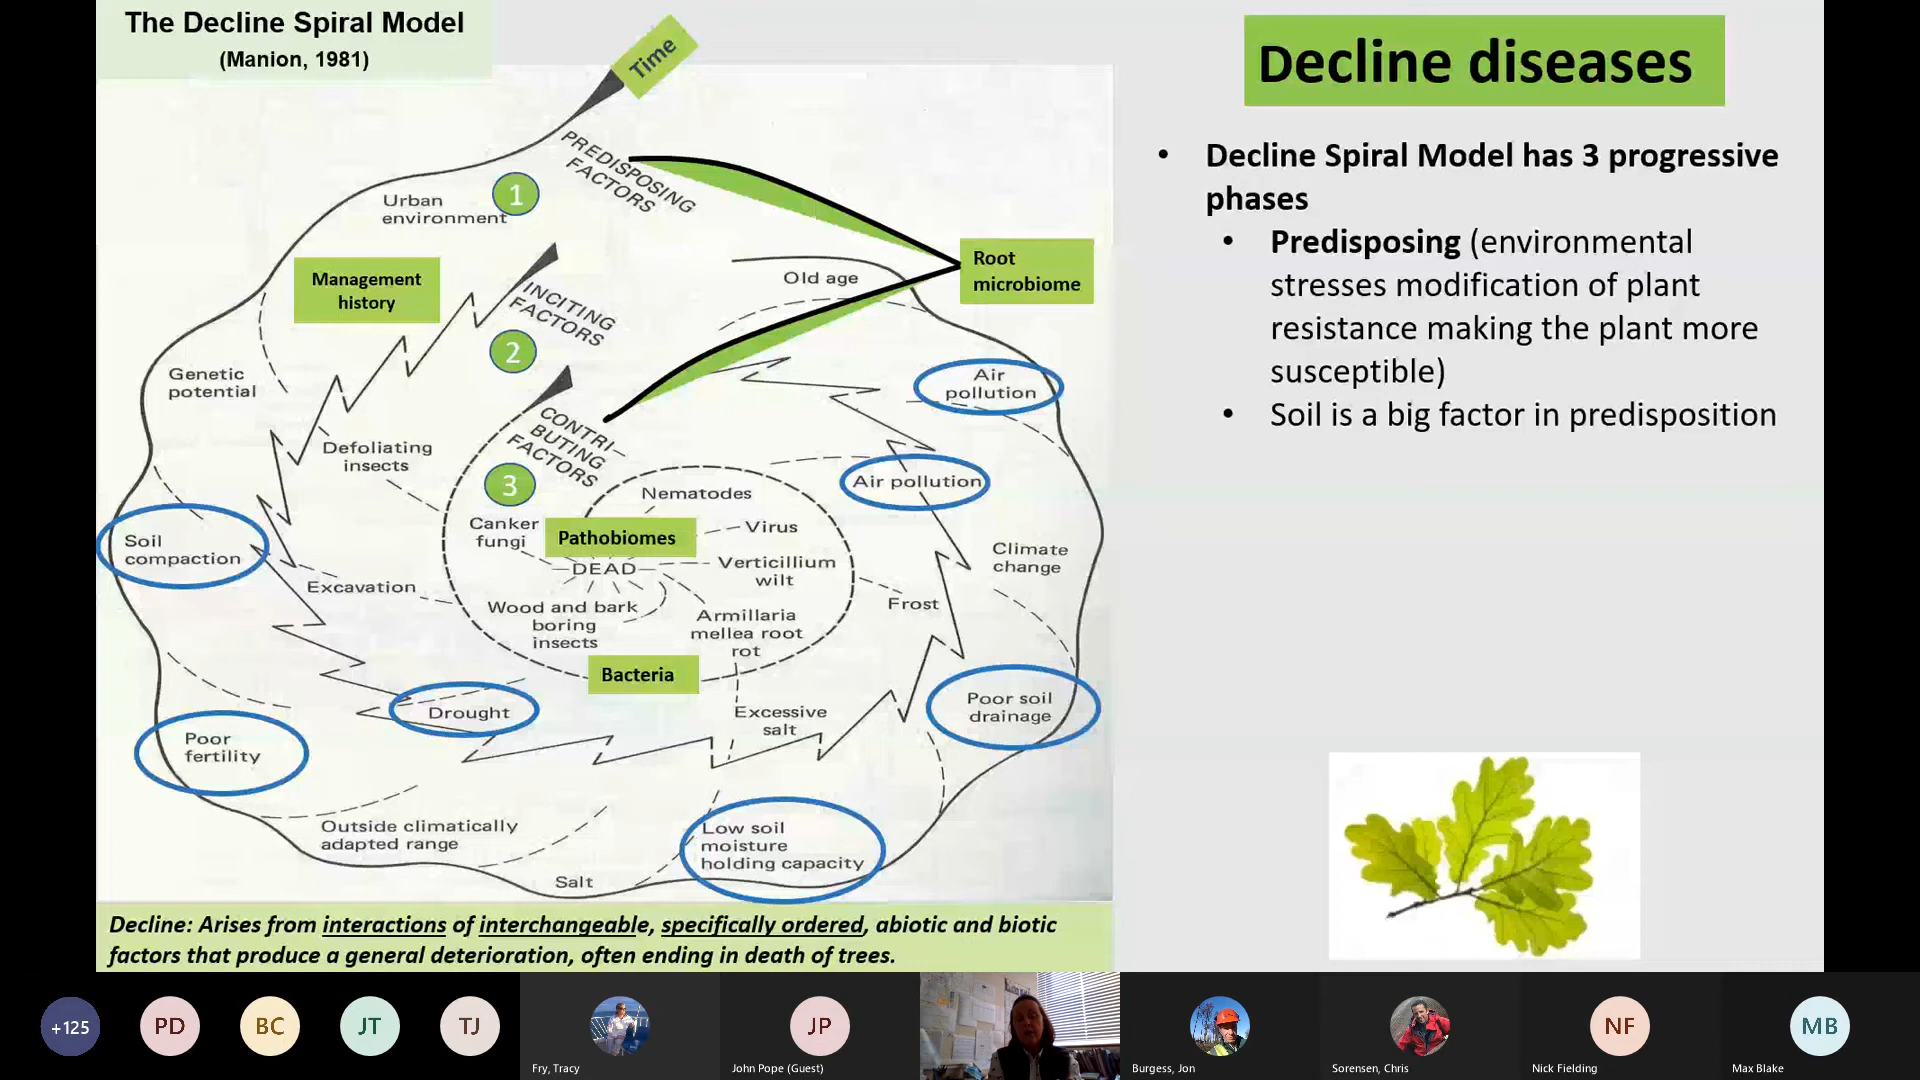 The Decline Spiral Model
(Manion, 1981)
Time
PREDISPOSING
FACTORS
1
Urban
environment
Management
history
INCITING
FACTORS
2
Root
microbiome
Old age
Genetic
potential
Air
pollution
CONTRI-
BUTING
FACTORS
3
Defoliating
insects
Air pollution
Nematodes
Canker
fungi
Pathobiomes
Virus
Soil
compaction
DEAD
Verticillium
wilt
Climate
change
Excavation
Wood and bark
boring
insects
Armillaria
mellea root
rot
Frost
Bacteria
Drought
Excessive
salt
Poor soil
drainage
Poor
fertility
Outside climatically
adapted range
Low soil
moisture
holding capacity
Salt
Decline: Arises from interactions of interchangeable, specifically ordered, abiotic and biotic
factors that produce a general deterioration, often ending in death of trees.
Decline diseases
• Decline Spiral Model has 3 progressive
phases
• Predisposing (environmental
stresses modification of plant
resistance making the plant more
susceptible)
• Soil is a big factor in predisposition
+125
PD
BC
JT
TJ
Fry, Tracy
JP
John Pope (Guest)
Burgess, Jon
Sorensen, Chris
NF
Nick Fielding
MB
Max Blake